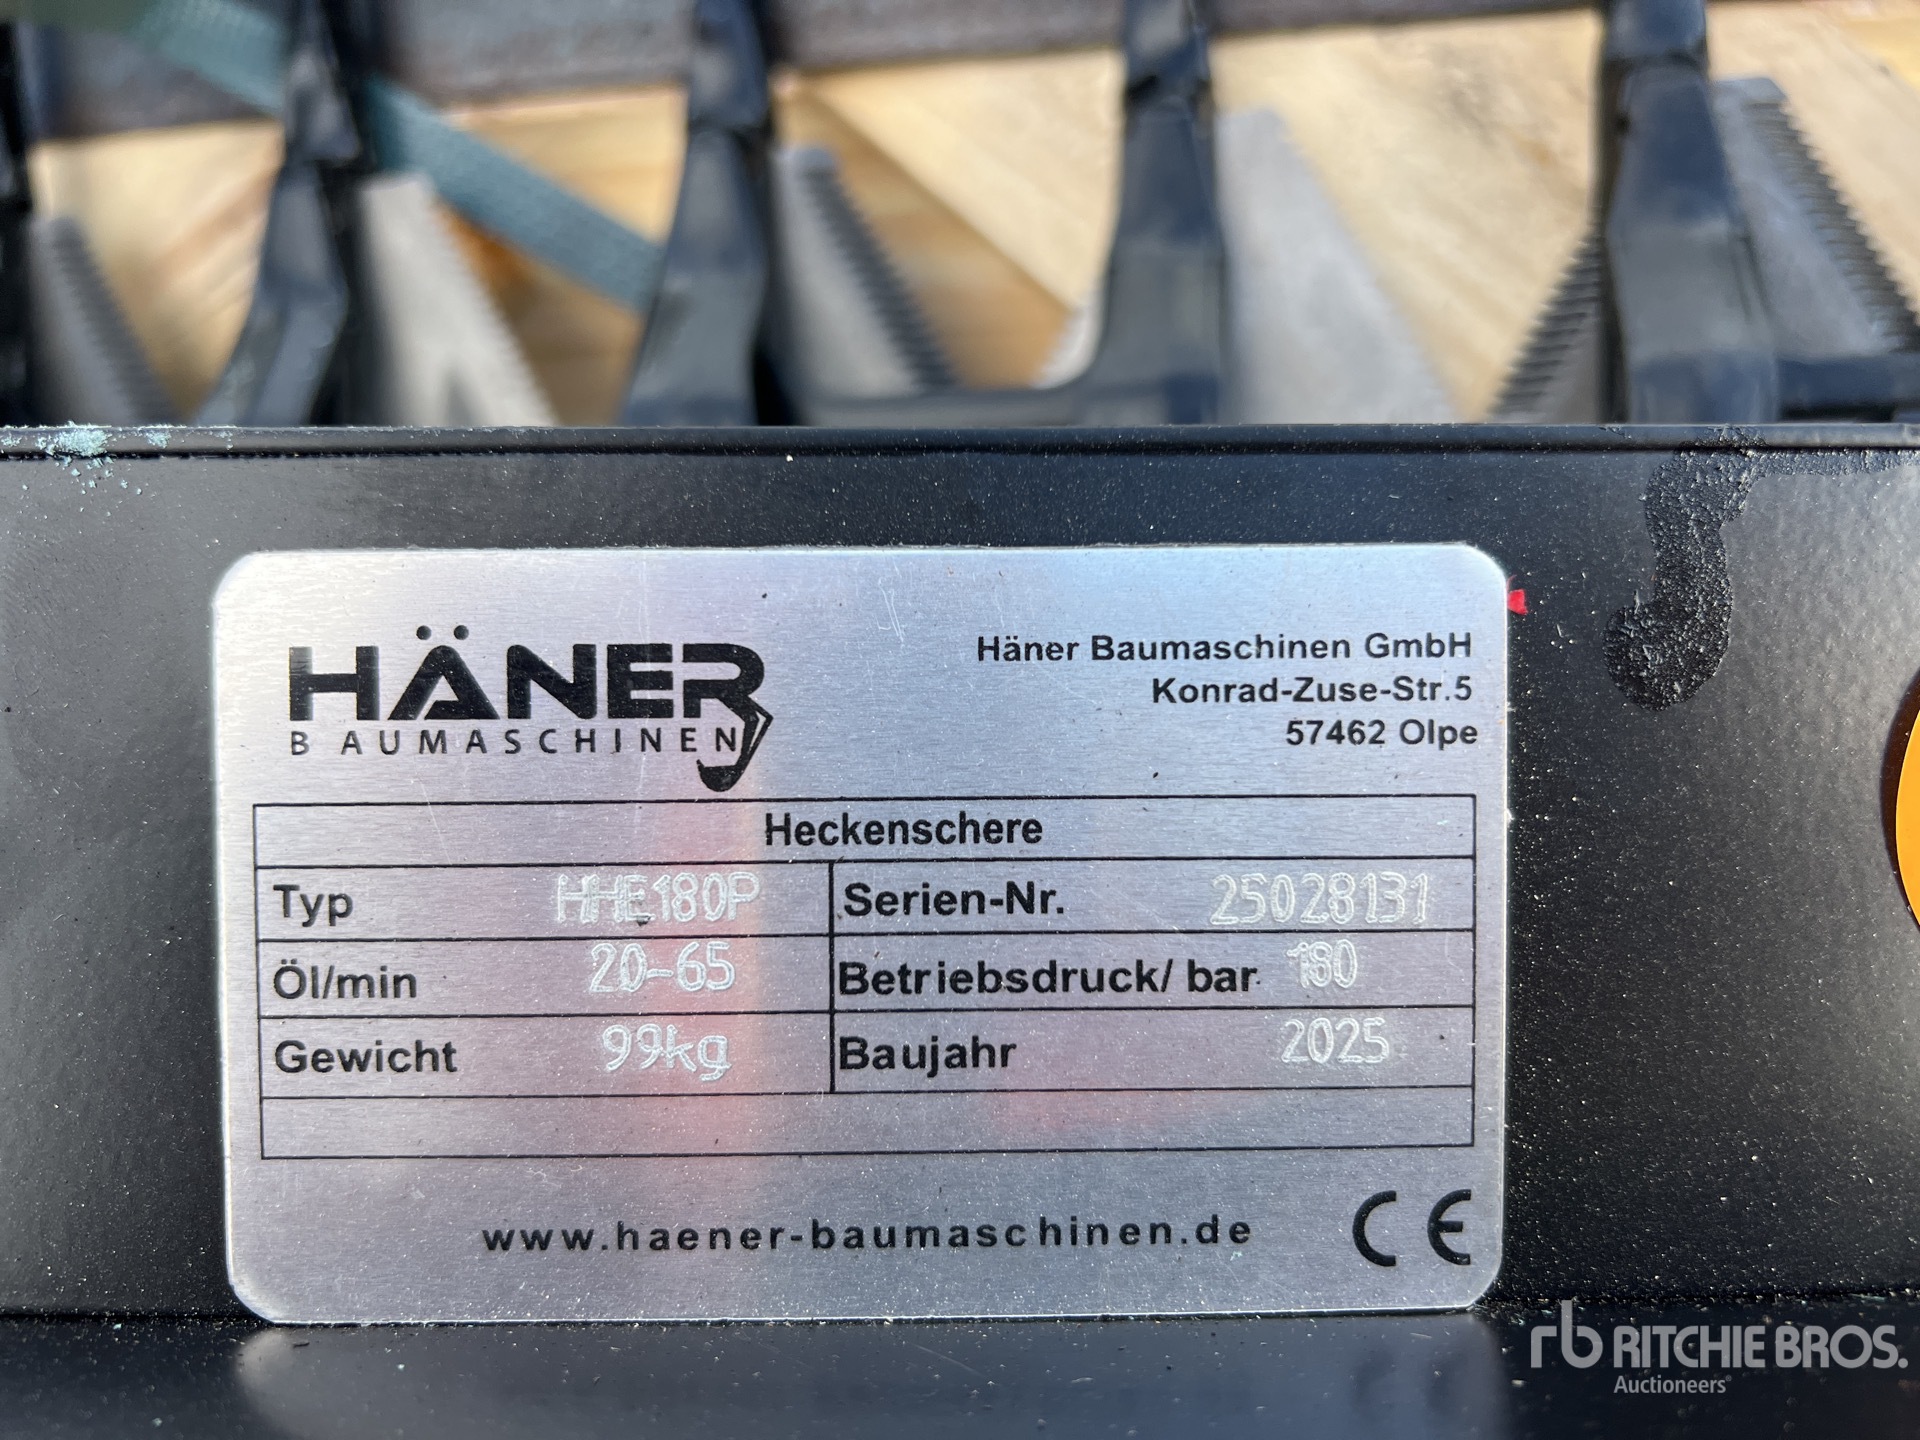 HÄNER
BAUMASCHINEN
Häner Baumaschinen GmbH
Konrad-Zuse-Str.5
57462 Olpe
Heckenschere
Typ HHE180P Serien-Nr. 25028131
Öl/min 20-65 Betriebsdruck/ bar 180
Gewicht 99kg Baujahr 2025
www.haener-baumaschinen.de CE
rb RITCHIE BROS.
Auctioneers